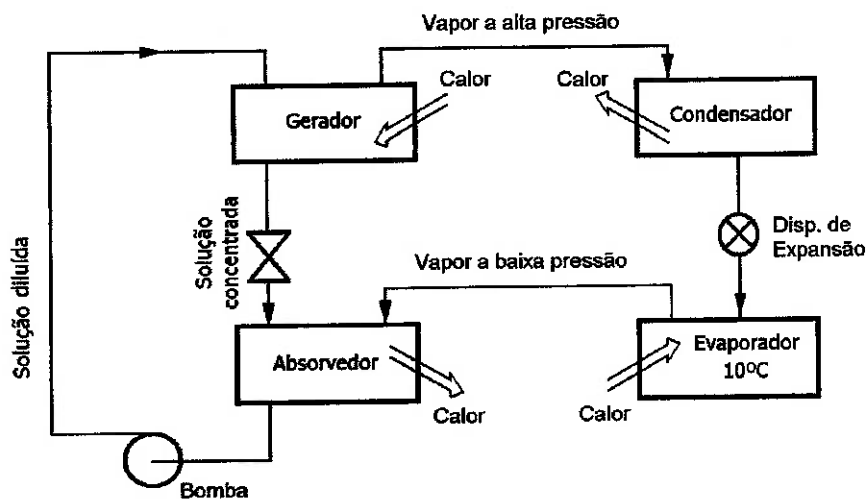 Vapor a alta pressão
Calor
Calor
Gerador
Condensador
Solução diluída
Solução
concentrada
Disp. de
Expansão
Vapor a baixa pressão
Absorvedor
Evaporador
10ºC
Calor
Calor
Bomba